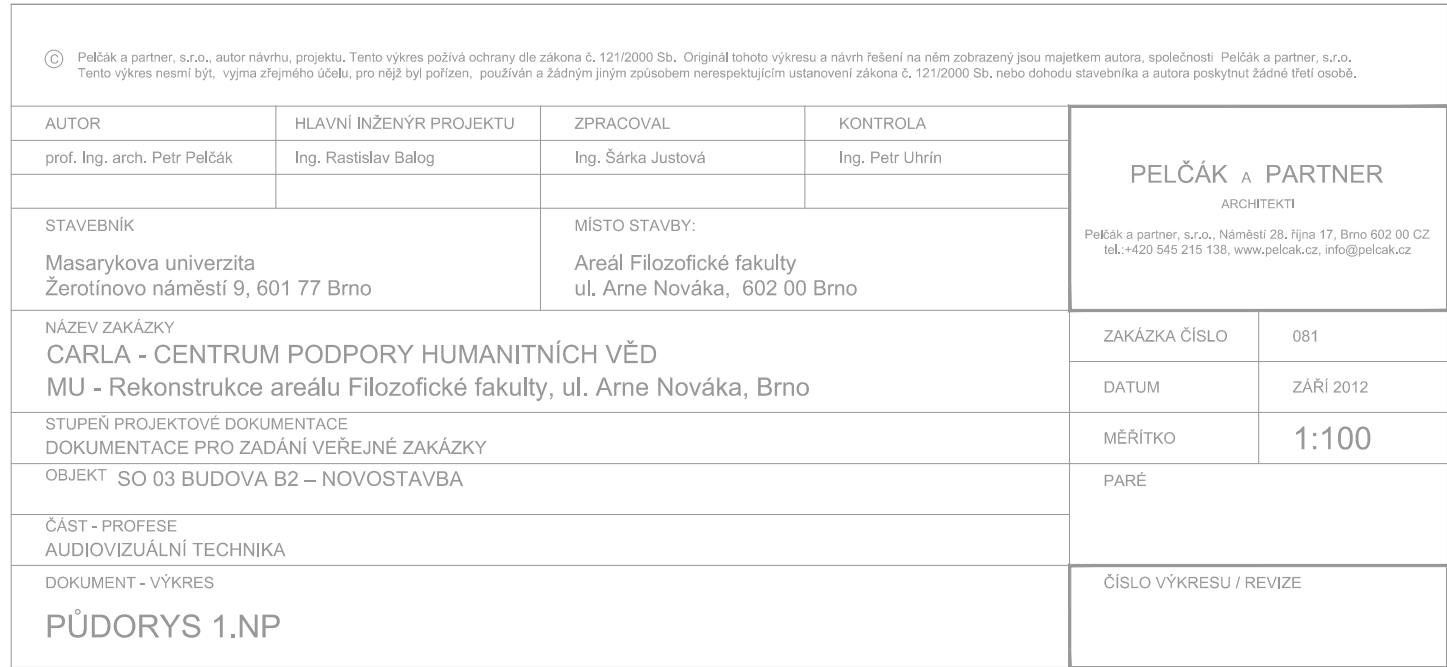 © Pelčák a partner, s.r.o., autor návrhu, projektu. Tento výkres požívá ochrany dle zákona č. 121/2000 Sb. Originál tohoto výkresu a návrh řešení na něm zobrazený jsou majetkem autora, společnosti Pelčák a partner, s.r.o.
Tento výkres nesmí být, vyjma zřejmého účelu, pro nějž byl pořízen, používán a žádným jiným způsobem nerespektujícím ustanovení zákona č. 121/2000 Sb. nebo dohodu stavebníka a autora poskytnut žádné třetí osobě.
AUTOR HLAVNÍ INŽENÝR PROJEKTU ZPRACOVAL KONTROLA
prof. Ing. arch. Petr Pelčák Ing. Rastislav Balog Ing. Šárka Justová Ing. Petr Uhrín
PELČÁK A PARTNER
ARCHITEKTI
Pelčák a partner, s.r.o., Náměstí 28. října 17, Brno 602 00 CZ
tel.:+420 545 215 138, www.pelcak.cz, info@pelcak.cz
STAVEBNÍK
Masarykova univerzita
Žerotínovo náměstí 9, 601 77 Brno
MÍSTO STAVBY:
Areál Filozofické fakulty
ul. Arne Nováka, 602 00 Brno
NÁZEV ZAKÁZKY
CARLA - CENTRUM PODPORY HUMANITNÍCH VĚD
MU - Rekonstrukce areálu Filozofické fakulty, ul. Arne Nováka, Brno
ZAKÁZKA ČÍSLO 081
DATUM ZÁŘÍ 2012
STUPEŇ PROJEKTOVÉ DOKUMENTACE
DOKUMENTACE PRO ZADÁNÍ VEŘEJNÉ ZAKÁZKY
MĚŘÍTKO 1:100
OBJEKT SO 03 BUDOVA B2 – NOVOSTAVBA
PARÉ
ČÁST - PROFESE
AUDIOVIZUÁLNÍ TECHNIKA
DOKUMENT - VÝKRES
PŮDORYS 1.NP
ČÍSLO VÝKRESU / REVIZE